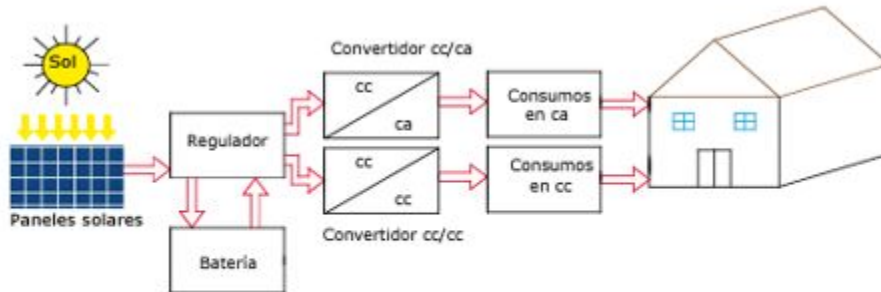 Sol
Paneles solares
Regulador
Batería
Convertidor cc/ca
cc
ca
Consumos
en ca
cc
cc
Convertidor cc/cc
Consumos
en cc